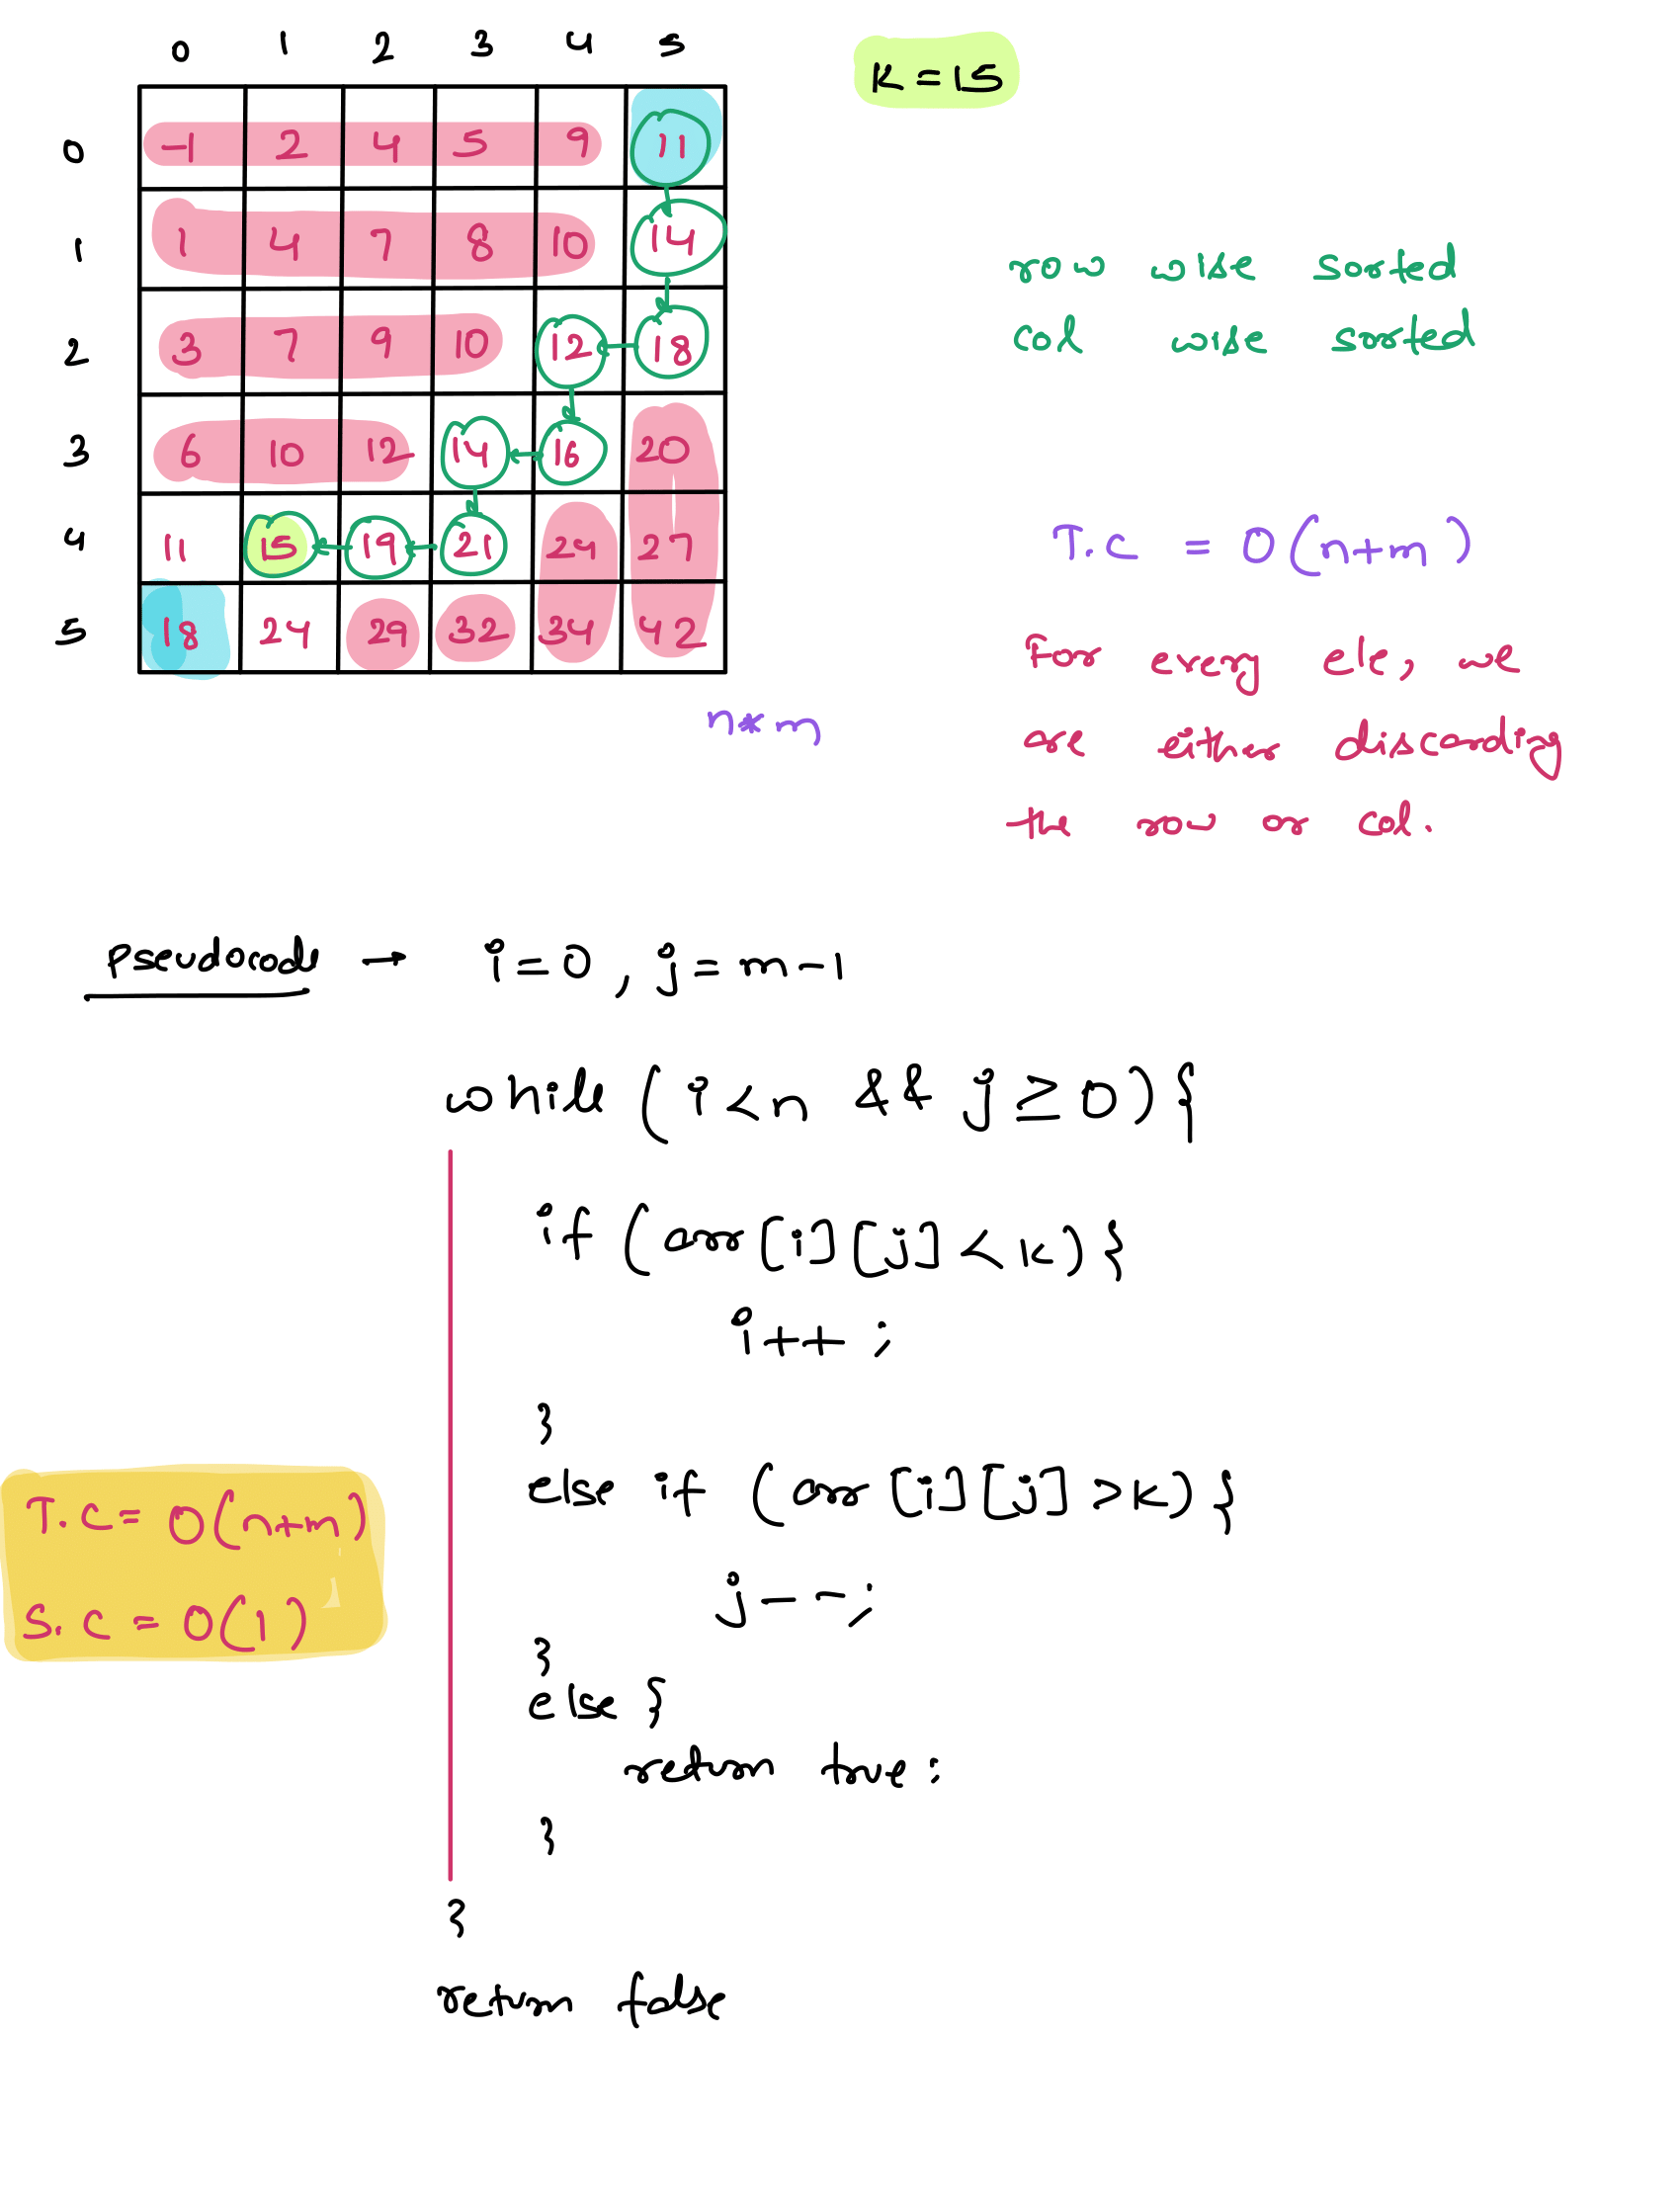 0 1 2 3 4 5
K = 15
0 -1 2 4 5 9 11
1 1 4 7 8 10 14
row wise sorted
2 3 7 9 10 12 18
col wise sorted
3 6 10 12 14 16 20
4 11 15 19 21 24 27
T.C = O(n+m)
5 18 24 29 32 34 42
n*m
For every ele, we
are either discarding
the row or col.
Pseudocode → i=0, j=m-1
while (i<n && j≥0){
if (arr[i][j] < k){
i++ ;
}
else if (arr[i][j] >k){
j--;
}
else {
return true;
}
}
return false
T.C= O(n+m)
S.C = O(1)